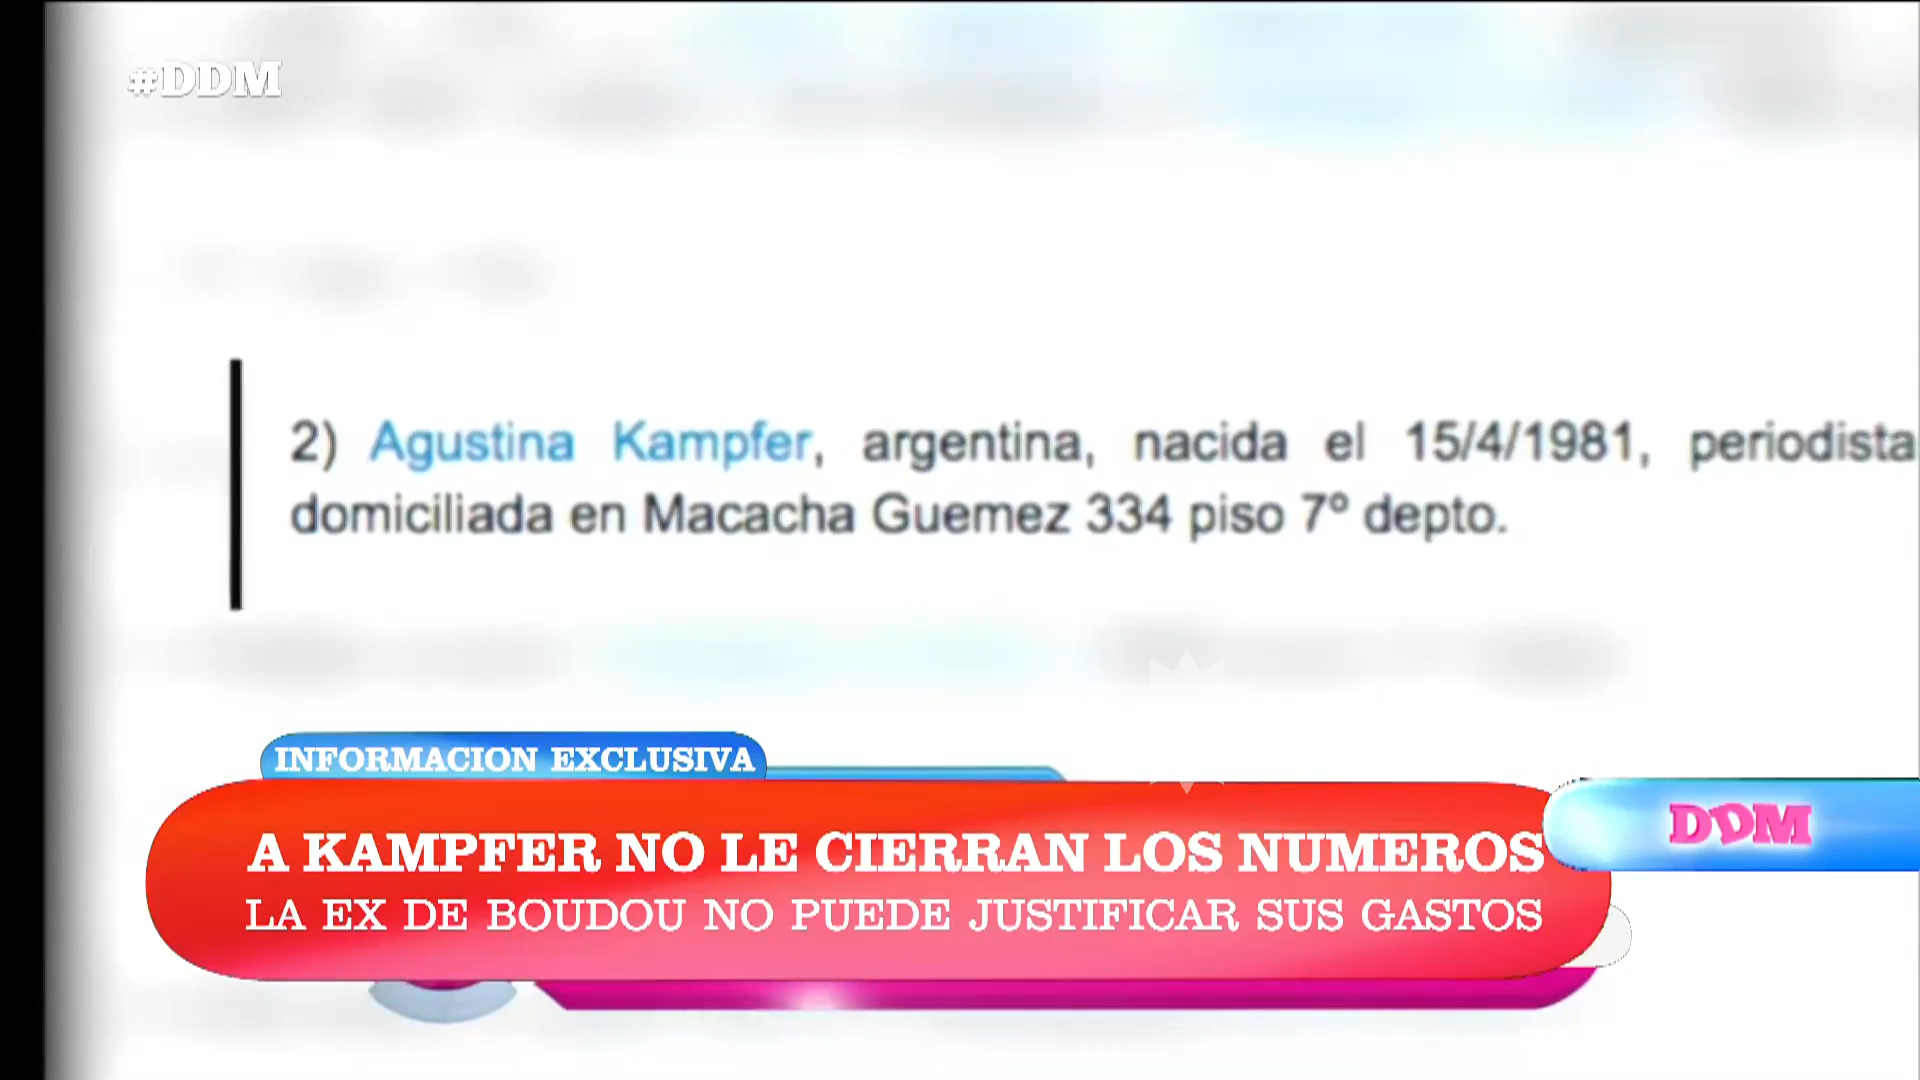 #DDM
2) Agustina Kampfer, argentina, nacida el 15/4/1981, periodista
domiciliada en Macacha Guemez 334 piso 7º depto.
INFORMACION EXCLUSIVA
A KAMPFER NO LE CIERRAN LOS NUMEROS
DDM
LA EX DE BOUDOU NO PUEDE JUSTIFICAR SUS GASTOS